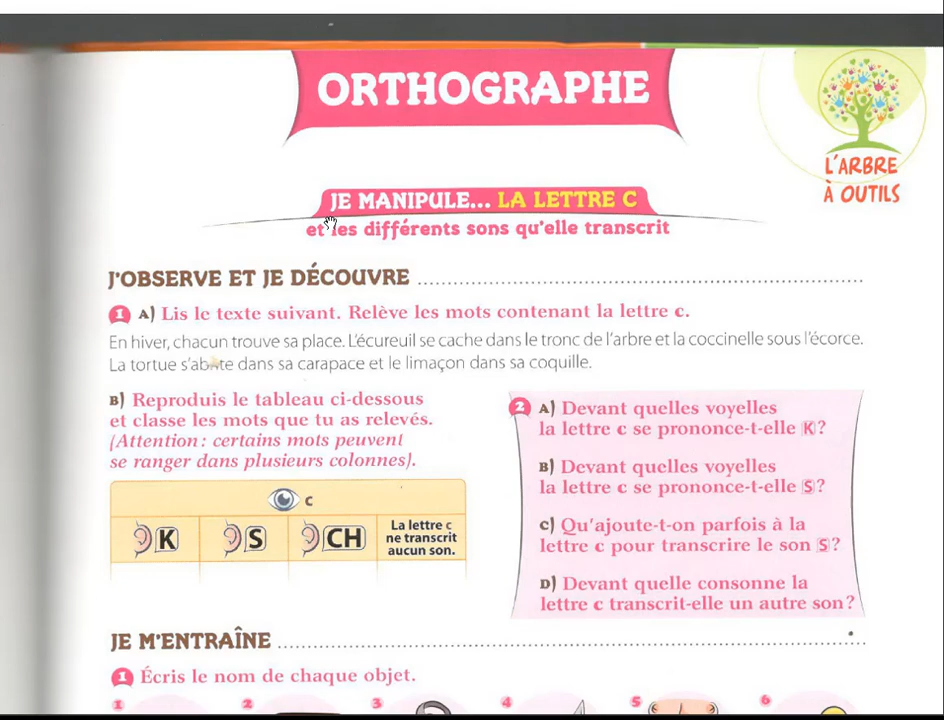 ORTHOGRAPHE
L'ARBRE
À OUTILS
JE MANIPULE... LA LETTRE C
et les différents sons qu'elle transcrit
J'OBSERVE ET JE DÉCOUVRE
1 A) Lis le texte suivant. Relève les mots contenant la lettre c.
En hiver, chacun trouve sa place. L'écureuil se cache dans le tronc de l'arbre et la coccinelle sous l'écorce.
La tortue s'abrite dans sa carapace et le limaçon dans sa coquille.
B) Reproduis le tableau ci-dessous
et classe les mots que tu as relevés.
(Attention : certains mots peuvent
se ranger dans plusieurs colonnes).
c
K
S
CH
La lettre c
ne transcrit
aucun son.
2 A) Devant quelles voyelles
la lettre c se prononce-t-elle K?
B) Devant quelles voyelles
la lettre c se prononce-t-elle S?
C) Qu'ajoute-t-on parfois à la
lettre c pour transcrire le son S?
D) Devant quelle consonne la
lettre c transcrit-elle un autre son?
JE M'ENTRAÎNE
1 Écris le nom de chaque objet.
1 2 3 4 5 6